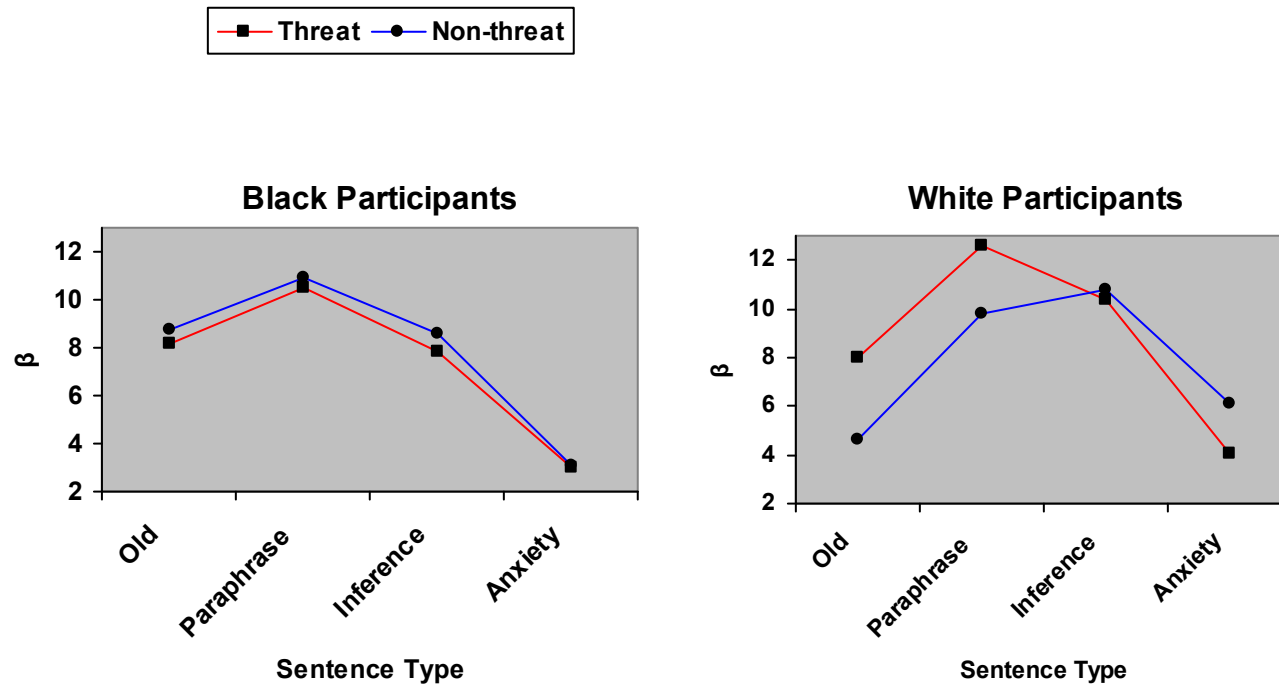 Threat Non-threat
Black Participants
12
10
8
6
4
2
β
Old
Paraphrase
Inference
Anxiety
Sentence Type
White Participants
12
10
8
6
4
2
β
Old
Paraphrase
Inference
Anxiety
Sentence Type